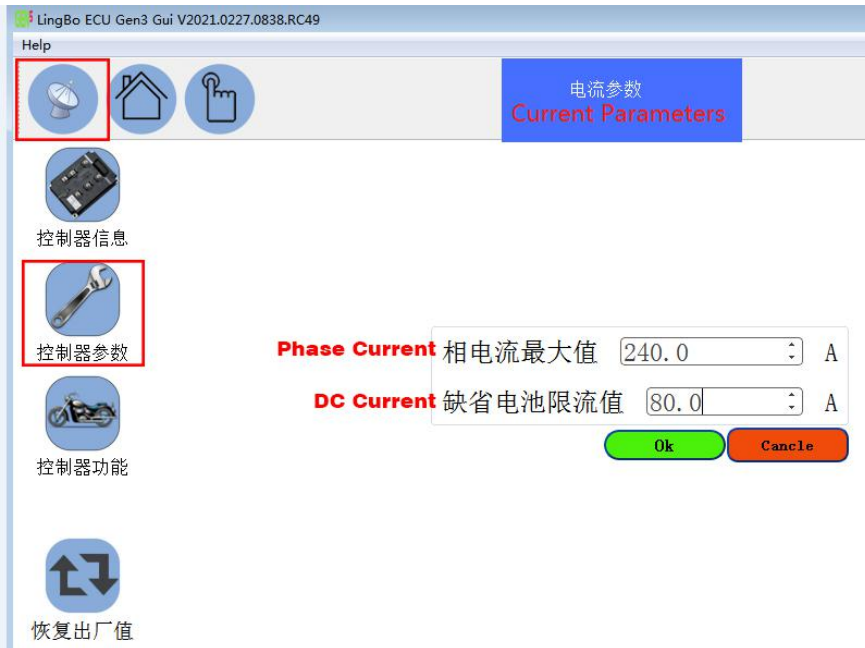 LingBo ECU Gen3 Gui V2021.0227.0838.RC49
Help
电流参数
Current Parameters
控制器信息
控制器参数
Phase Current 相电流最大值 240.0 A
DC Current 缺省电池限流值 80.0 A
Ok Cancle
控制器功能
恢复出厂值